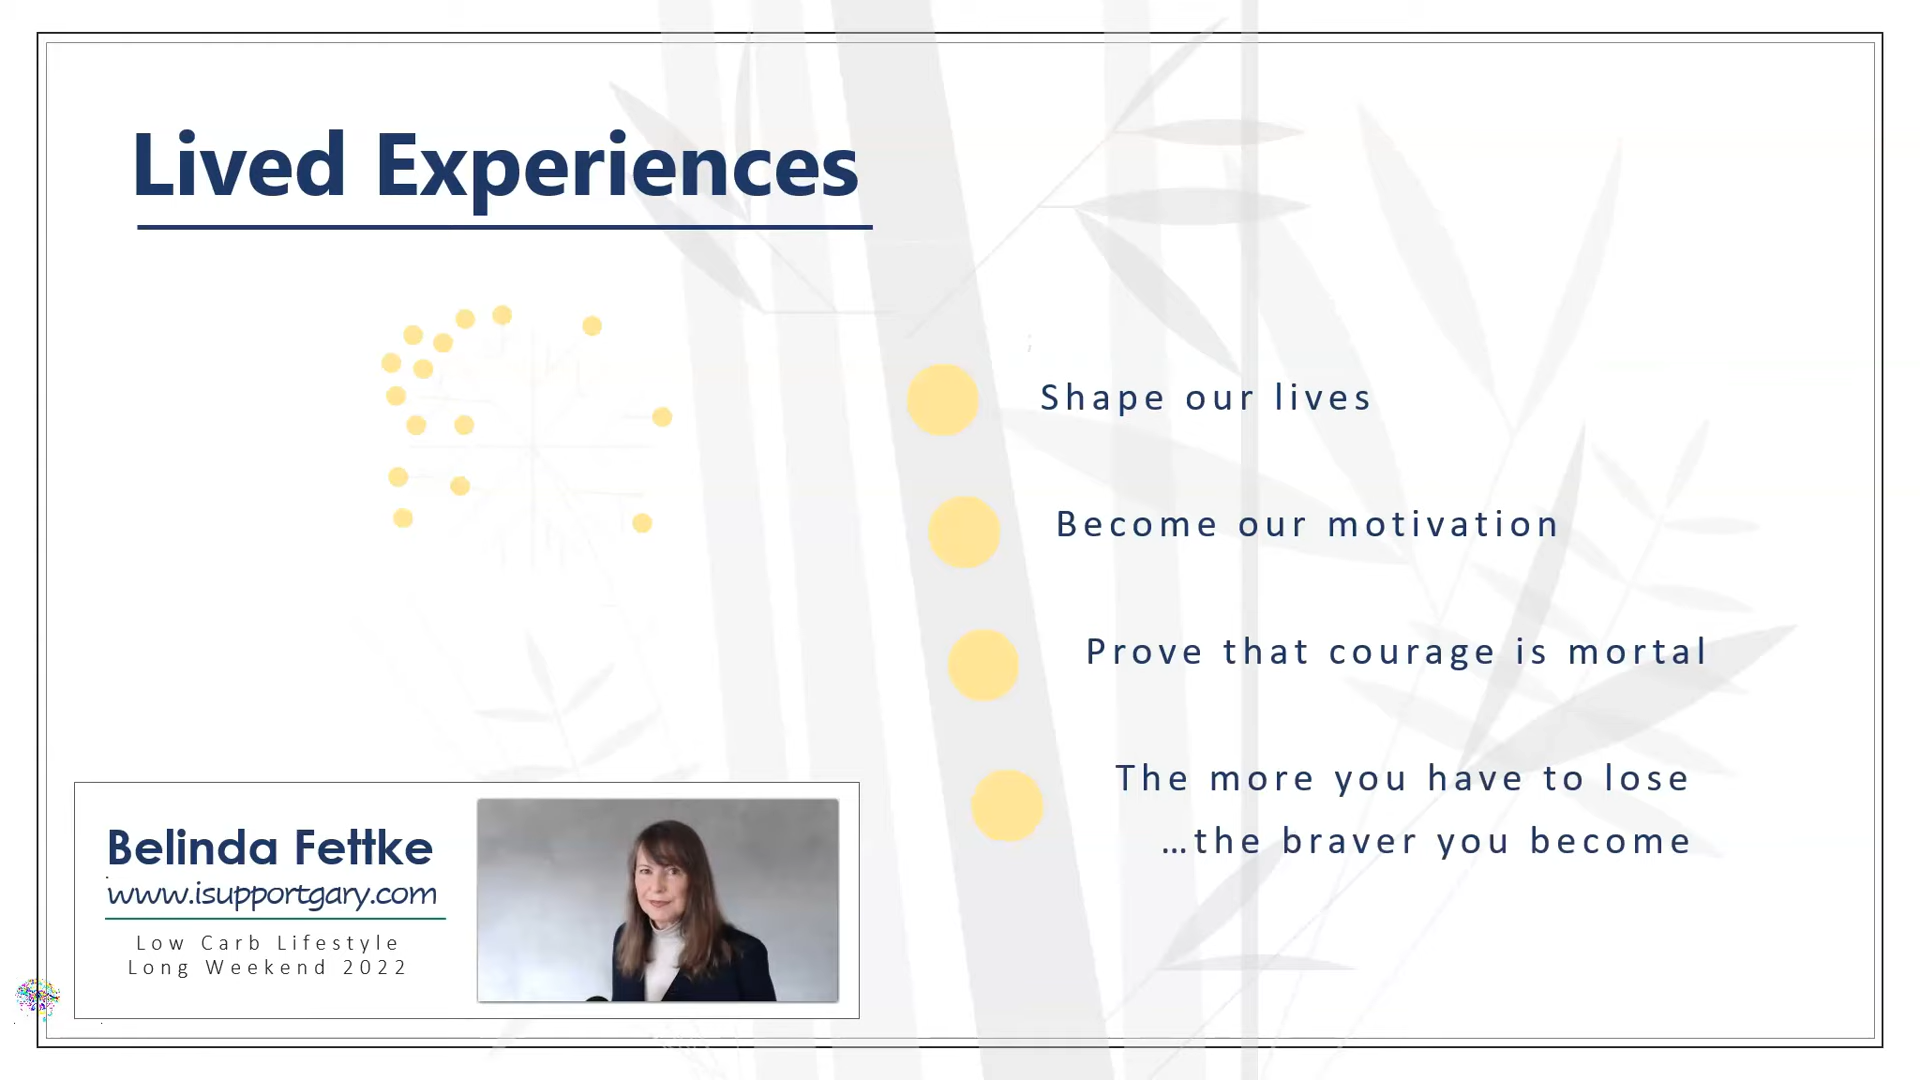 Lived Experiences
Shape our lives
Become our motivation
Prove that courage is mortal
The more you have to lose
...the braver you become
Belinda Fettke
www.isupportgary.com
Low Carb Lifestyle
Long Weekend 2022